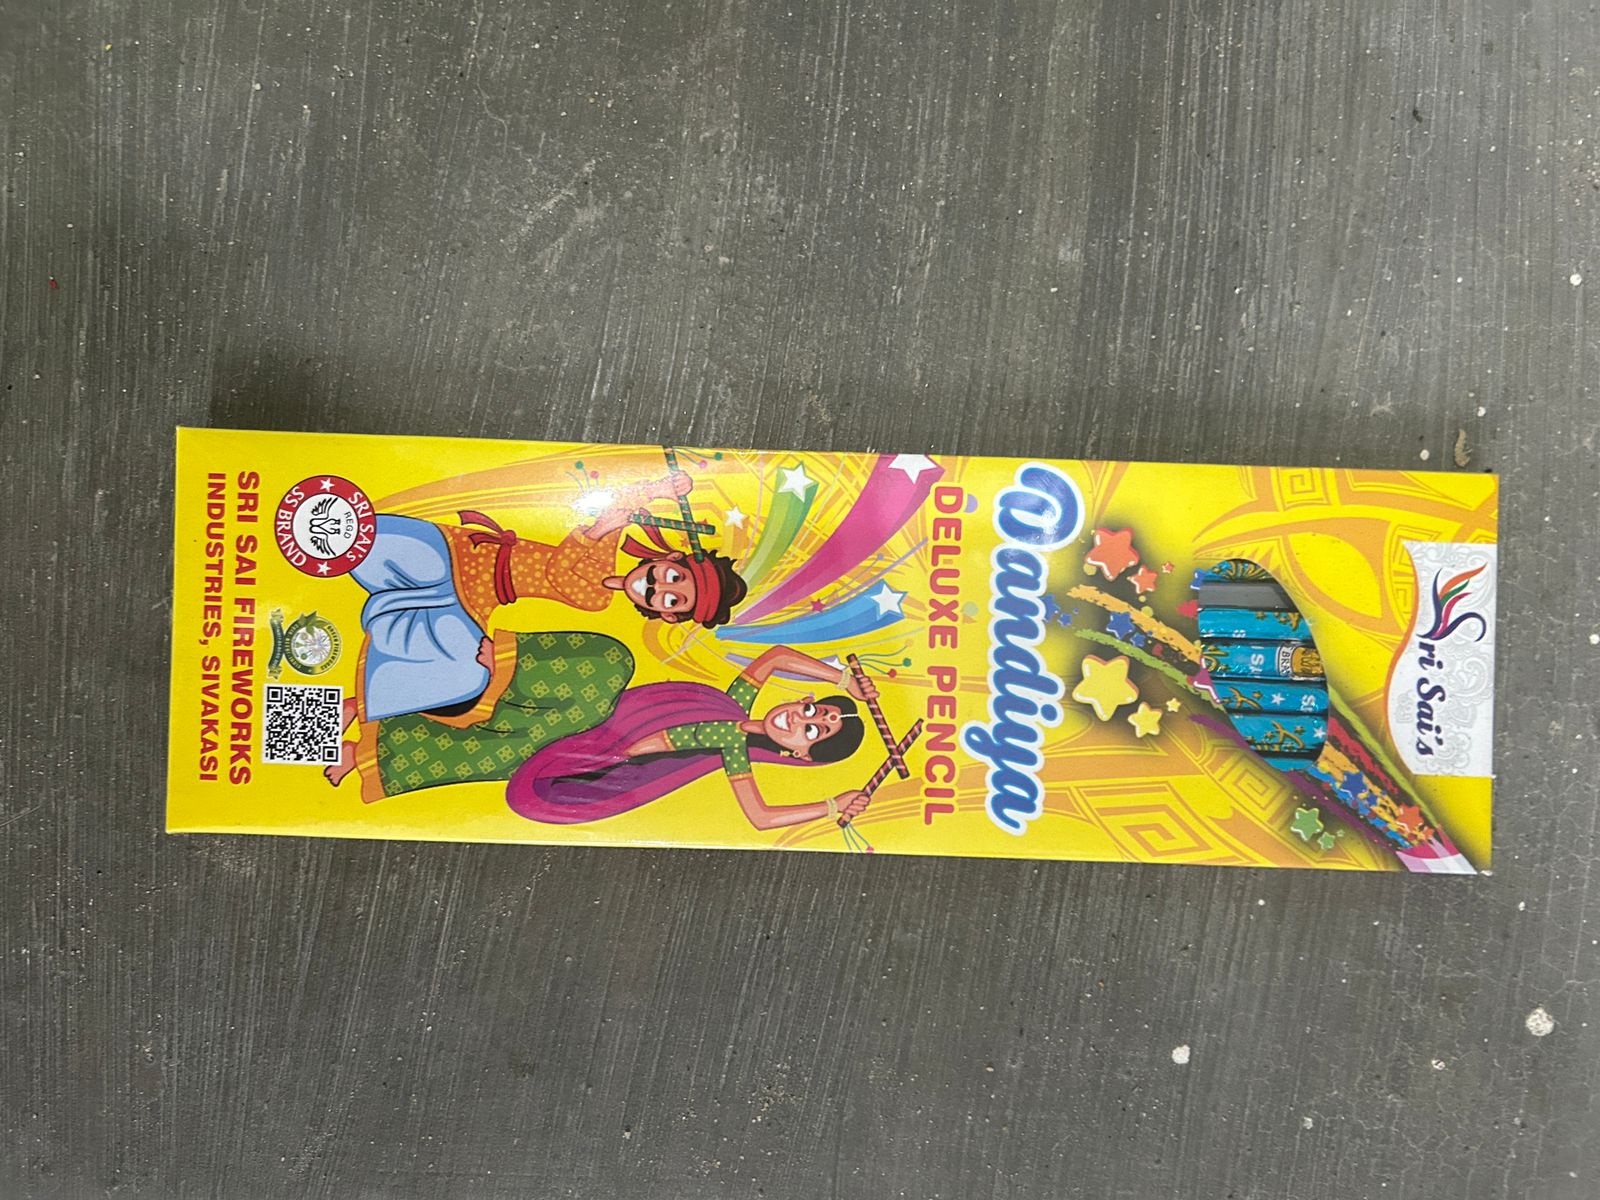 Sri Sai's
Dandiya
DELUXE PENCIL
SRI SAI'S
REGD
SS BRAND
SRI SAI FIREWORKS
INDUSTRIES, SIVAKASI